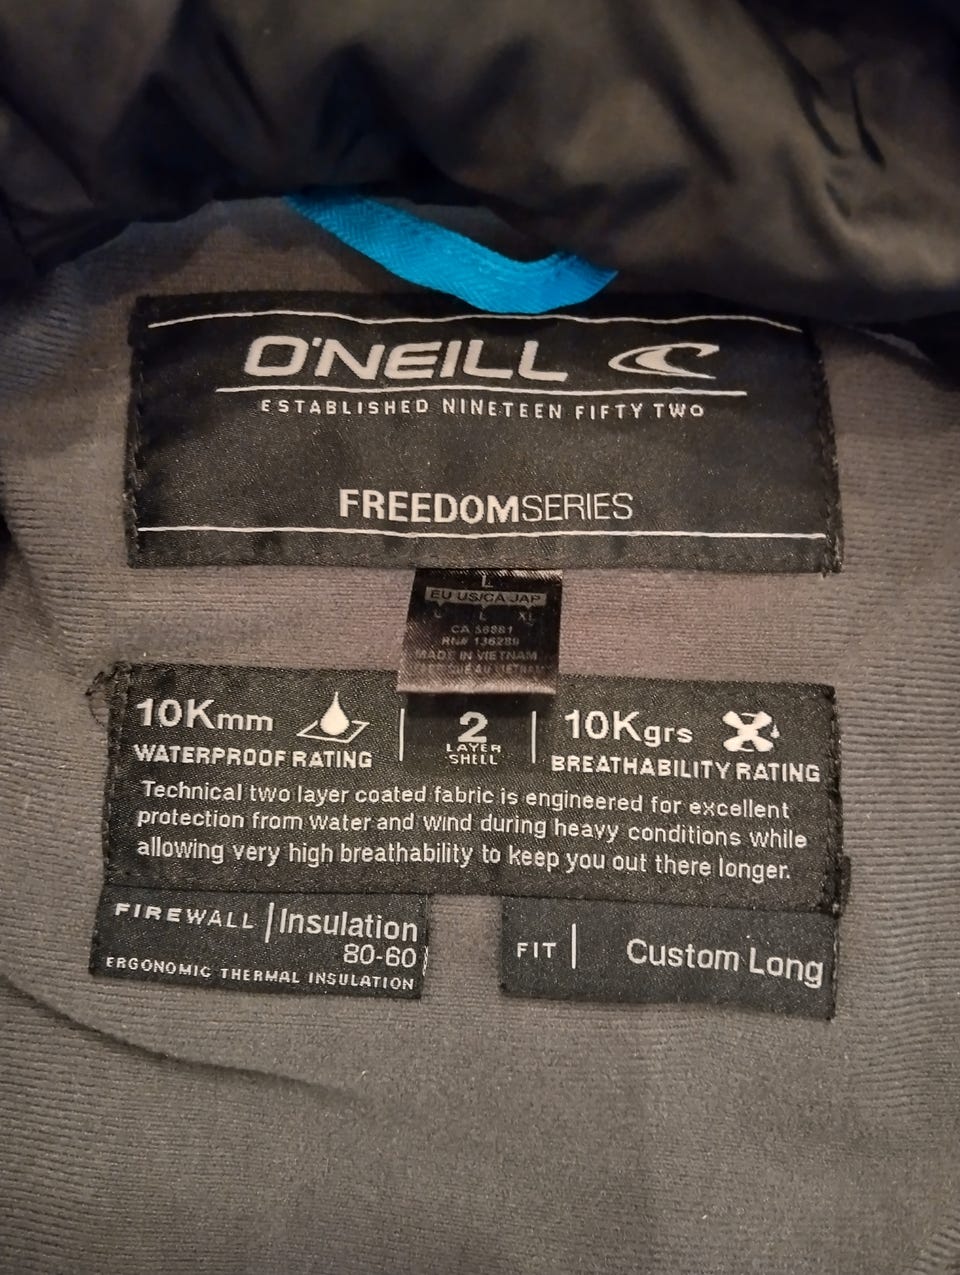 O'NEILL
ESTABLISHED NINETEEN FIFTY TWO
FREEDOMSERIES
L
EU US/CA JAP
L XL
MADE IN VIETNAM
10Kmm
WATERPROOF RATING
2
LAYER
SHELL
10Kgrs
BREATHABILITY RATING
Technical two layer coated fabric is engineered for excellent
protection from water and wind during heavy conditions while
allowing very high breathability to keep you out there longer.
FIREWALL | Insulation
80-60
ERGONOMIC THERMAL INSULATION
FIT | Custom Long